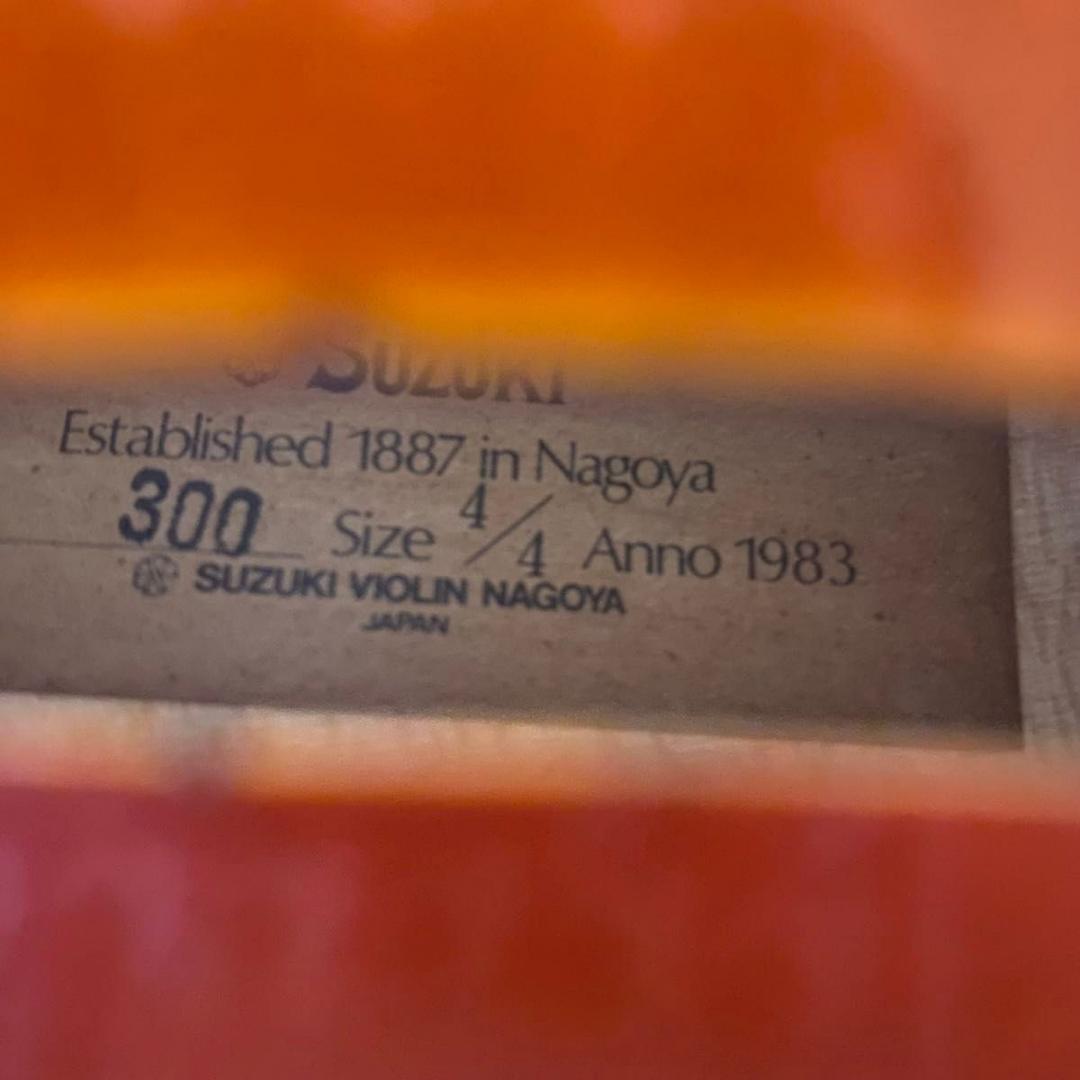 SUZUKI
Established 1887 in Nagoya
300 Size 4/4 Anno 1983
SUZUKI VIOLIN NAGOYA
JAPAN